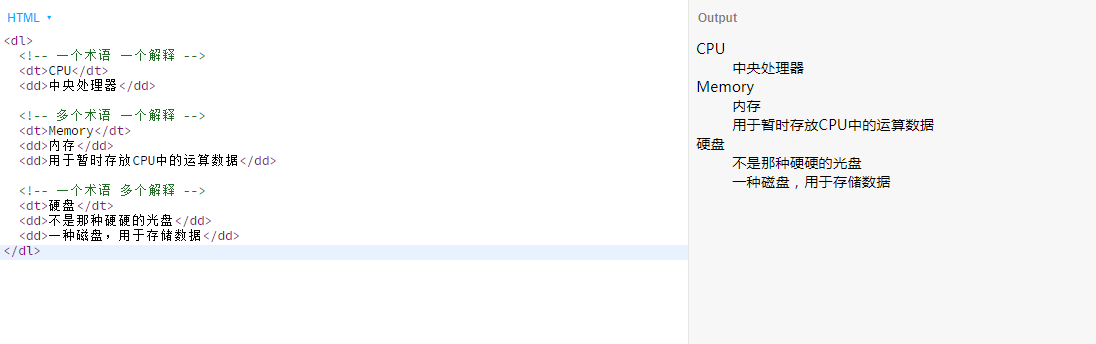 HTML
<dl>
<!-- 一个术语 一个解释 -->
<dt>CPU</dt>
<dd>中央处理器</dd>
<!-- 多个术语 一个解释 -->
<dt>Memory</dt>
<dd>内存</dd>
<dd>用于暂时存放CPU中的运算数据</dd>
<!-- 一个术语 多个解释 -->
<dt>硬盘</dt>
<dd>不是那种硬硬的光盘</dd>
<dd>一种磁盘，用于存储数据</dd>
</dl>
Output
CPU
中央处理器
Memory
内存
用于暂时存放CPU中的运算数据
硬盘
不是那种硬硬的光盘
一种磁盘，用于存储数据